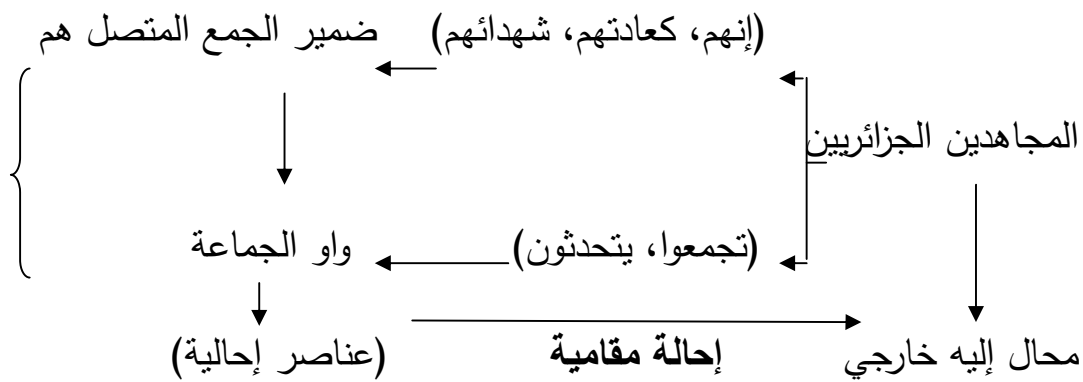 (إنهم، كعادتهم، شهدائهم) ضمير الجمع المتصل هم
المجاهدين الجزائريين
(تجمعوا، يتحدثون) واو الجماعة
محال إليه خارجي إحالة مقامية (عناصر إحالية)